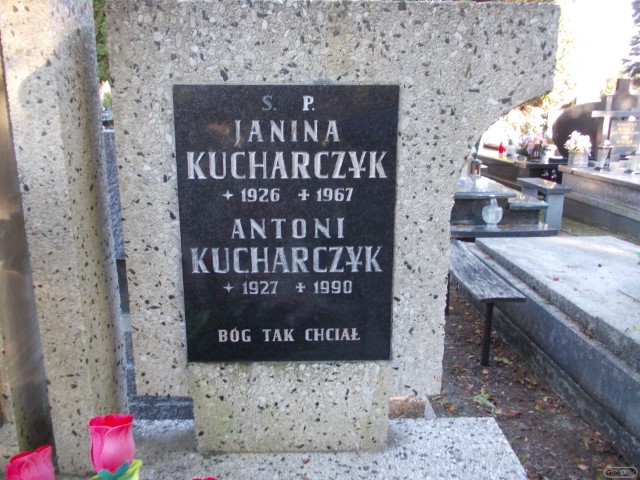 S. P.
JANINA
KUCHARCZYK
✦ 1926 ✝ 1967
ANTONI
KUCHARCZYK
✦ 1927 ✝ 1990
BÓG TAK CHCIAŁ